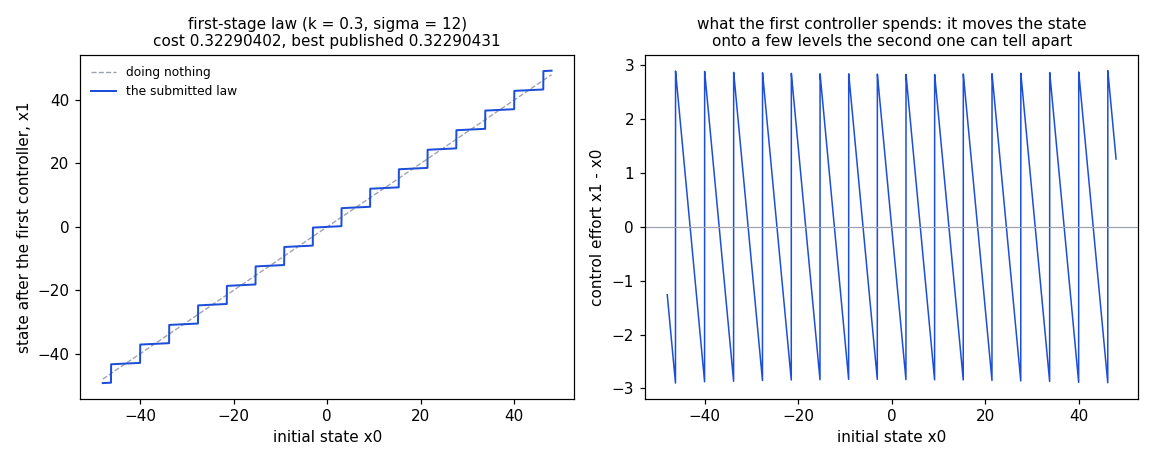 first-stage law (k = 0.3, sigma = 12)
cost 0.32290402, best published 0.32290431
doing nothing
the submitted law
state after the first controller, x1
40
20
0
−20
−40
−40
−20
0
20
40
initial state x0
what the first controller spends: it moves the state
onto a few levels the second one can tell apart
control effort x1 - x0
3
2
1
0
−1
−2
−3
−40
−20
0
20
40
initial state x0